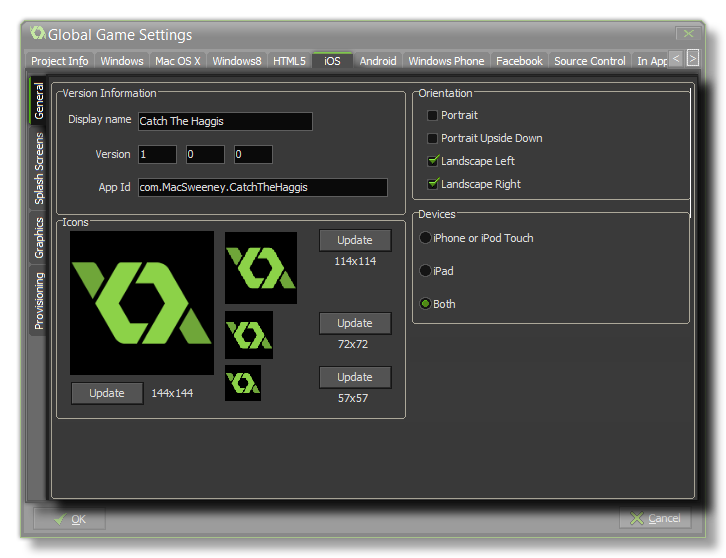 Global Game Settings
Project Info Windows Mac OS X Windows8 HTML5 iOS Android Windows Phone Facebook Source Control In App
General
Splash Screens
Graphics
Provisioning
Version Information
Display name Catch The Haggis
Version 1 0 0
App Id com.MacSweeney.CatchTheHaggis
Icons
Update
114x114
Update
72x72
Update
57x57
Update 144x144
Orientation
Portrait
Portrait Upside Down
Landscape Left
Landscape Right
Devices
iPhone or iPod Touch
iPad
Both
OK
Cancel